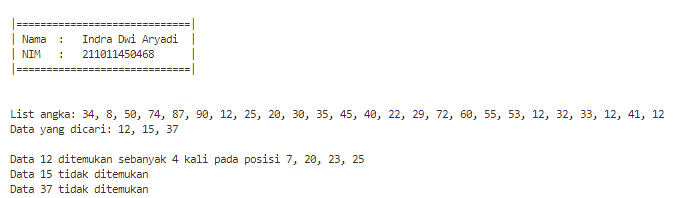 |=============================|
| Nama  :   Indra Dwi Aryadi  |
| NIM   :   211011450468      |
|=============================|
List angka: 34, 8, 50, 74, 87, 90, 12, 25, 20, 30, 35, 45, 40, 22, 29, 72, 60, 55, 53, 12, 32, 33, 12, 41, 12
Data yang dicari: 12, 15, 37
Data 12 ditemukan sebanyak 4 kali pada posisi 7, 20, 23, 25
Data 15 tidak ditemukan
Data 37 tidak ditemukan